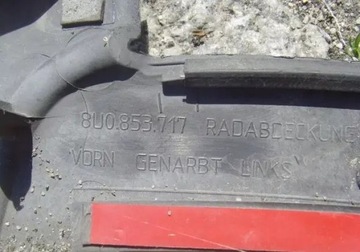 8U0.853.717 RADABDECKUNG
VORN GENARBT LINKS